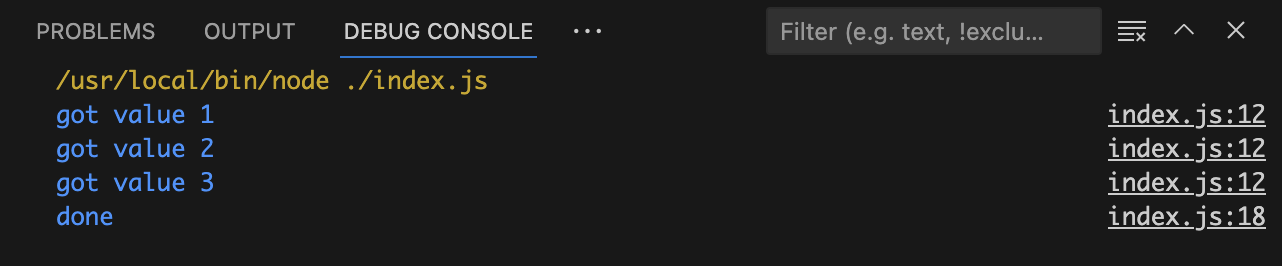 PROBLEMS OUTPUT DEBUG CONSOLE ··· Filter (e.g. text, !exclu...
/usr/local/bin/node ./index.js
got value 1 index.js:12
got value 2 index.js:12
got value 3 index.js:12
done index.js:18